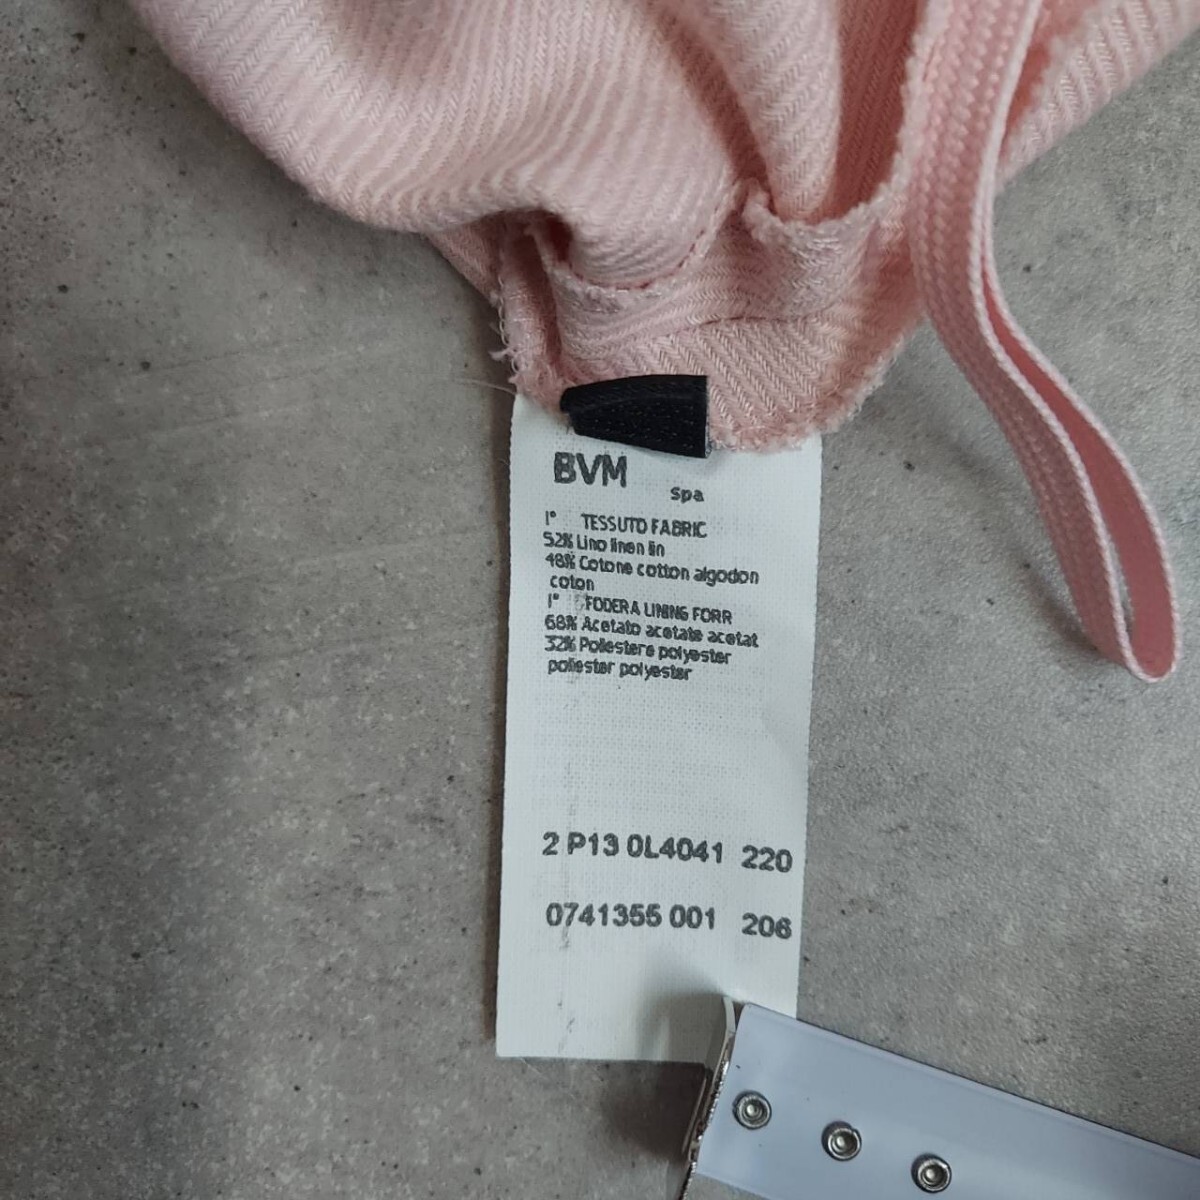 BVM
spa
1° TESSUTO FABRIC
52% Lino linen lin
48% Cotone cotton algodon
coton
1° FODERA LINING FORR
68% Acetato acetate acetat
32% Poliestere polyester
poliester polyester
2 P13 0L4041 220
0741355 001 206